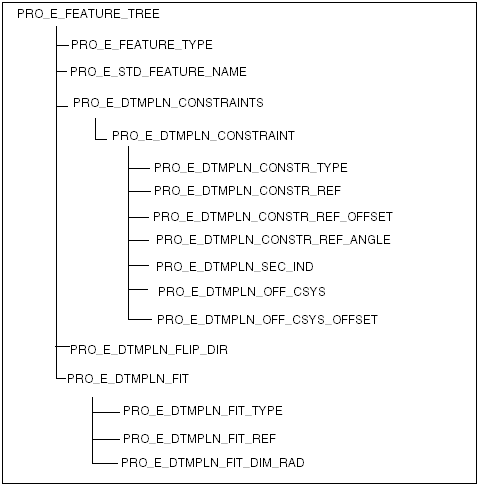 PRO_E_FEATURE_TREE
PRO_E_FEATURE_TYPE
PRO_E_STD_FEATURE_NAME
PRO_E_DTMPLN_CONSTRAINTS
PRO_E_DTMPLN_CONSTRAINT
PRO_E_DTMPLN_CONSTR_TYPE
PRO_E_DTMPLN_CONSTR_REF
PRO_E_DTMPLN_CONSTR_REF_OFFSET
PRO_E_DTMPLN_CONSTR_REF_ANGLE
PRO_E_DTMPLN_SEC_IND
PRO_E_DTMPLN_OFF_CSYS
PRO_E_DTMPLN_OFF_CSYS_OFFSET
PRO_E_DTMPLN_FLIP_DIR
PRO_E_DTMPLN_FIT
PRO_E_DTMPLN_FIT_TYPE
PRO_E_DTMPLN_FIT_REF
PRO_E_DTMPLN_FIT_DIM_RAD